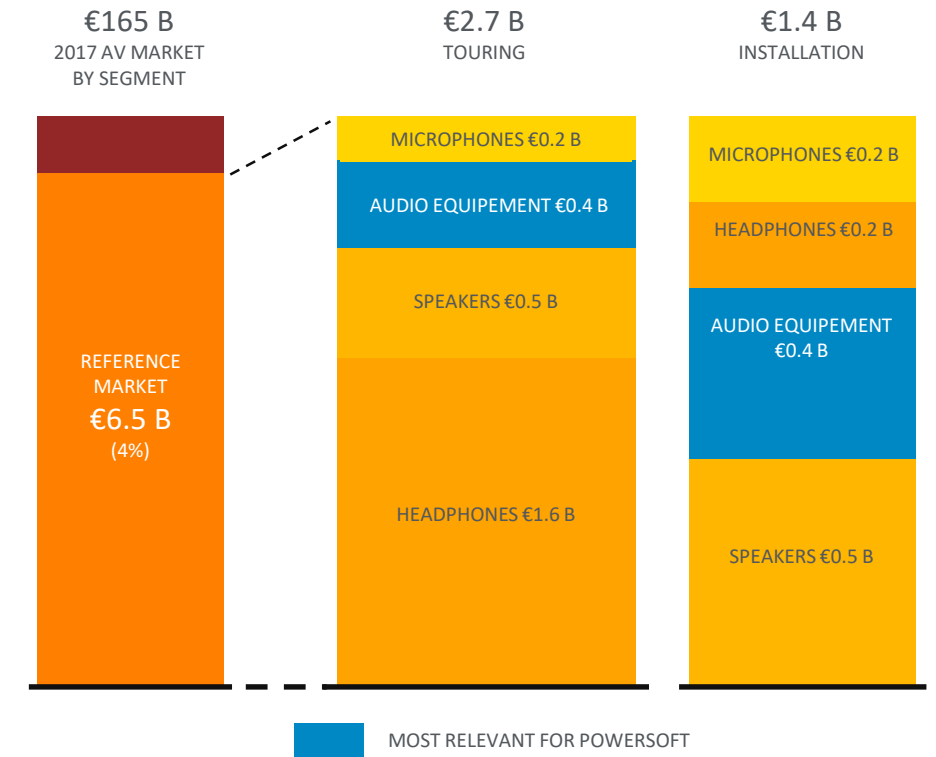 €165 B
2017 AV MARKET
BY SEGMENT
REFERENCE
MARKET
€6.5 B
(4%)
€2.7 B
TOURING
MICROPHONES €0.2 B
AUDIO EQUIPEMENT €0.4 B
SPEAKERS €0.5 B
HEADPHONES €1.6 B
€1.4 B
INSTALLATION
MICROPHONES €0.2 B
HEADPHONES €0.2 B
AUDIO EQUIPEMENT
€0.4 B
SPEAKERS €0.5 B
MOST RELEVANT FOR POWERSOFT